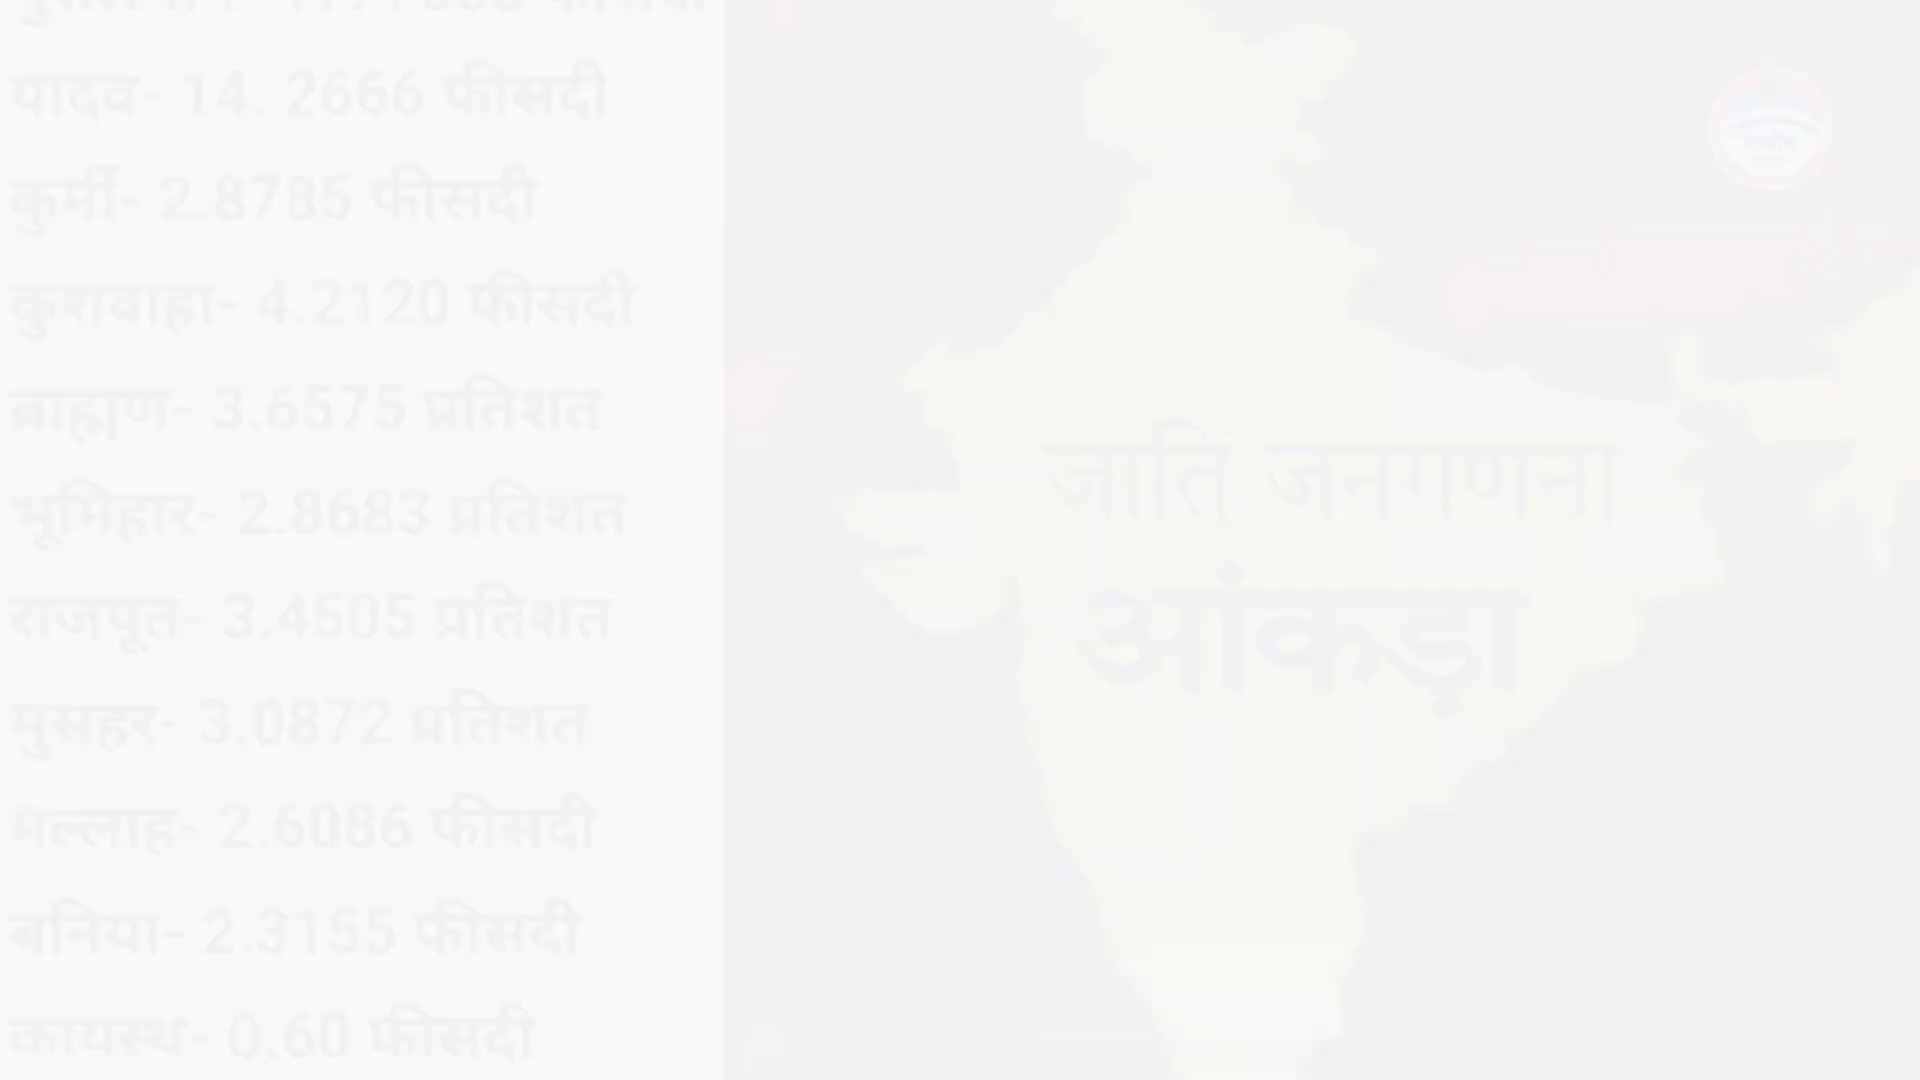 यादव- 14. 2666 फीसदी
कुर्मी- 2.8785 फीसदी
कुशवाहा- 4.2120 फीसदी
ब्राह्मण- 3.6575 प्रतिशत
भूमिहार- 2.8683 प्रतिशत
राजपूत- 3.4505 प्रतिशत
मुसहर- 3.0872 प्रतिशत
मल्लाह- 2.6086 फीसदी
बनिया- 2.3155 फीसदी
कायस्थ- 0.60 फीसदी
जाति जनगणना
आंकड़ा